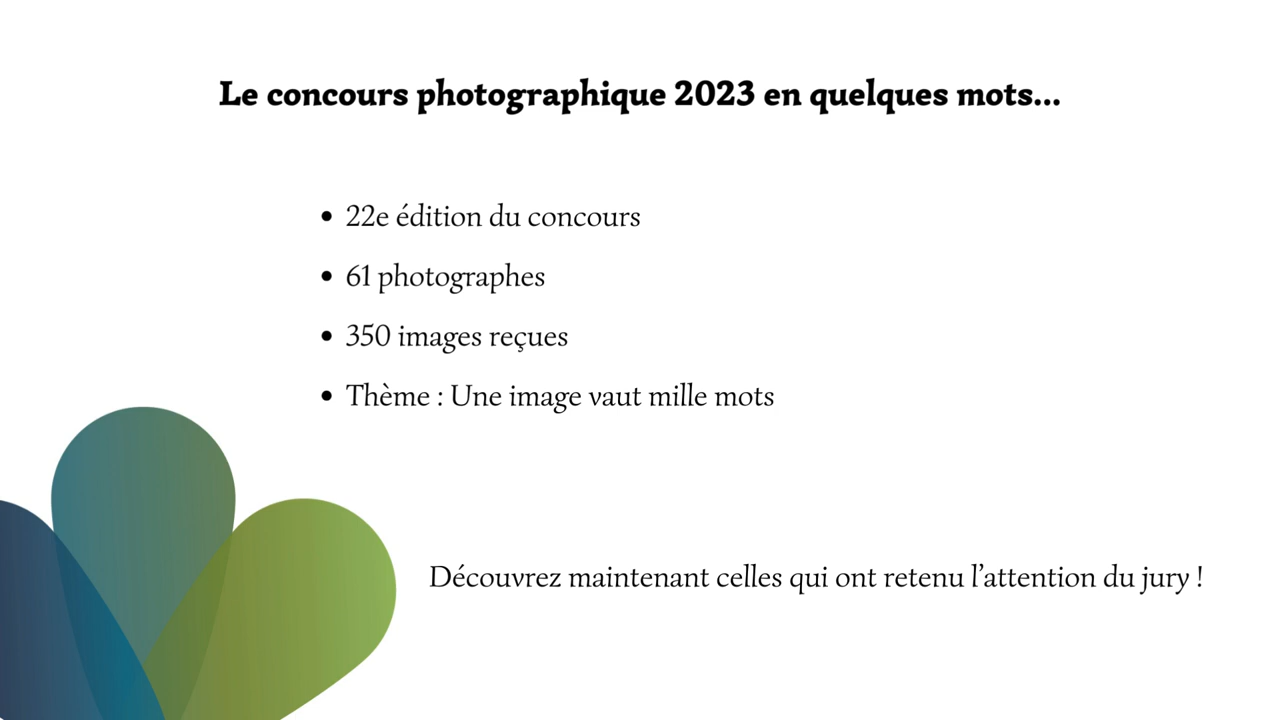 Le concours photographique 2023 en quelques mots...
• 22e édition du concours
• 61 photographes
• 350 images reçues
• Thème : Une image vaut mille mots
Découvrez maintenant celles qui ont retenu l’attention du jury !